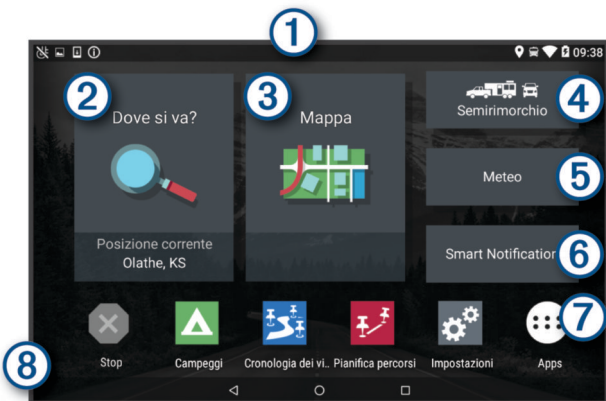 1
09:38
2
Dove si va?
Posizione corrente
Olathe, KS
3
Mappa
4
Semirimorchio
5
Meteo
6
Smart Notification
7
8
Stop
Campeggi
Cronologia dei vi..
Pianifica percorsi
Impostazioni
Apps